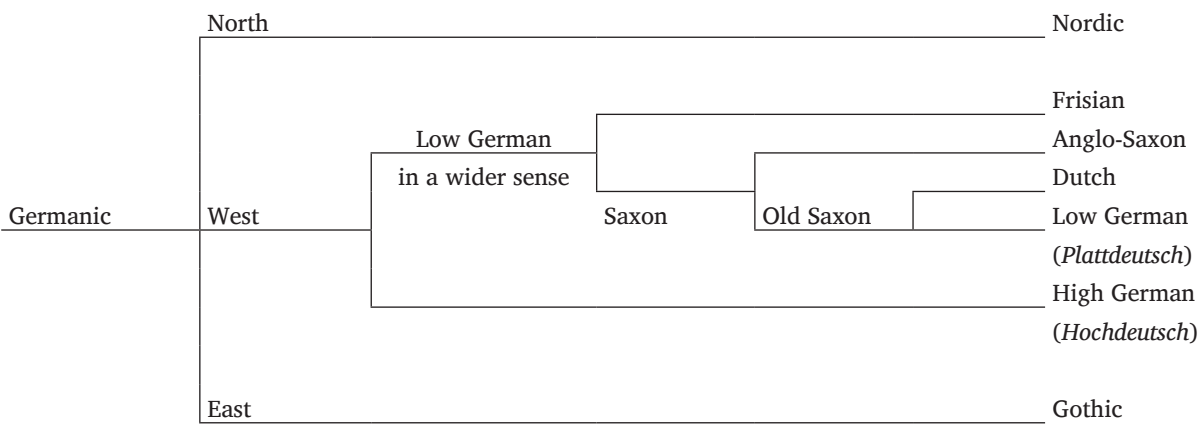 North Nordic
Frisian
Low German Anglo-Saxon
in a wider sense Dutch
Germanic West Saxon Old Saxon Low German
(Plattdeutsch)
High German
(Hochdeutsch)
East Gothic